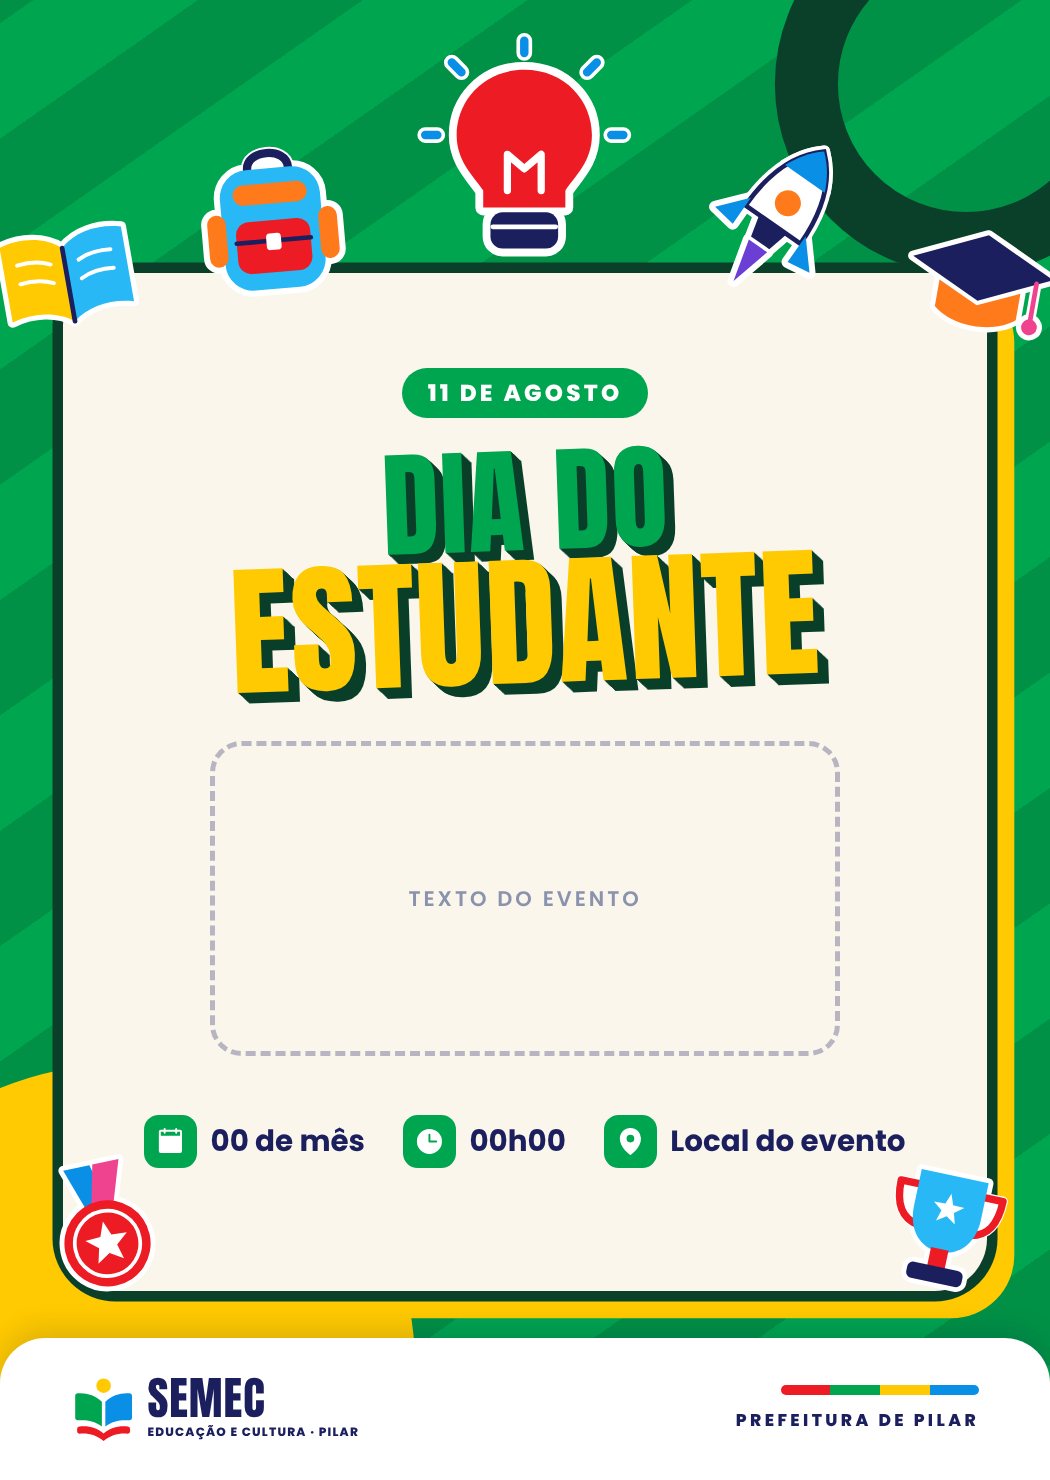 M
11 DE AGOSTO
DIA DO
ESTUDANTE
TEXTO DO EVENTO
00 de mês
00h00
Local do evento
SEMEC
EDUCAÇÃO E CULTURA · PILAR
PREFEITURA DE PILAR